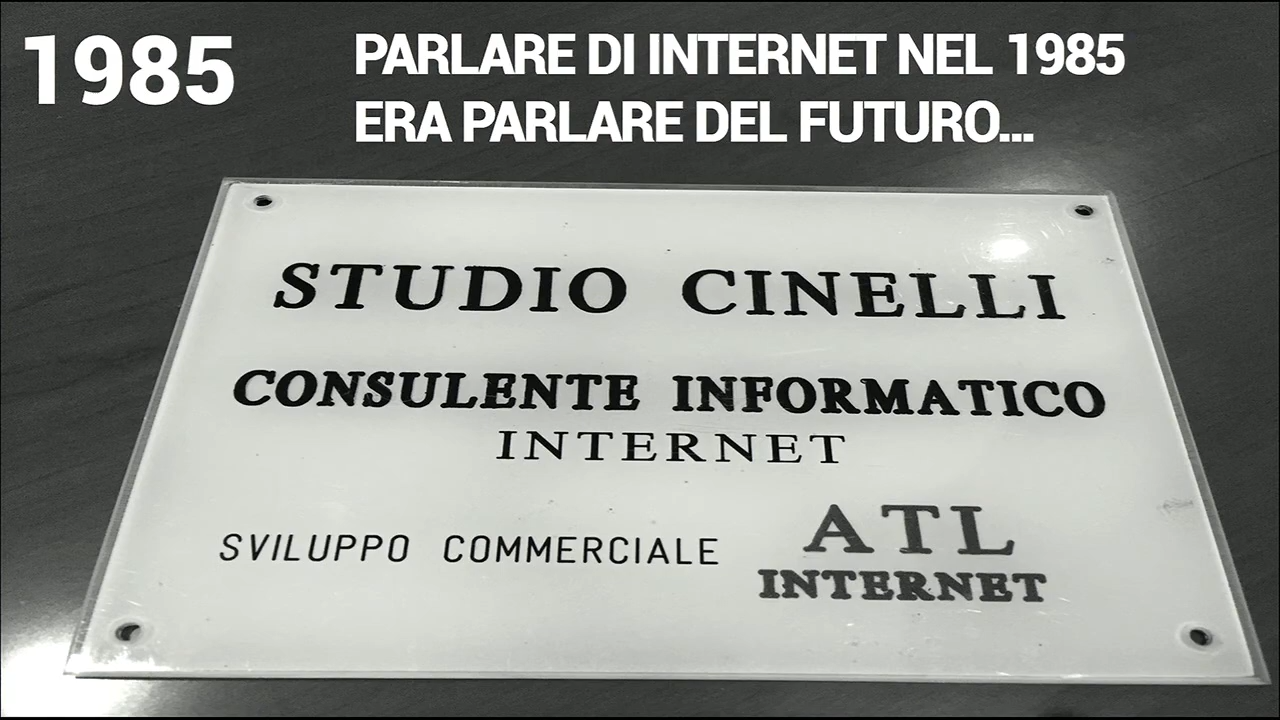 1985
PARLARE DI INTERNET NEL 1985
ERA PARLARE DEL FUTURO...
STUDIO CINELLI
CONSULENTE INFORMATICO
INTERNET
SVILUPPO COMMERCIALE
ATL
INTERNET